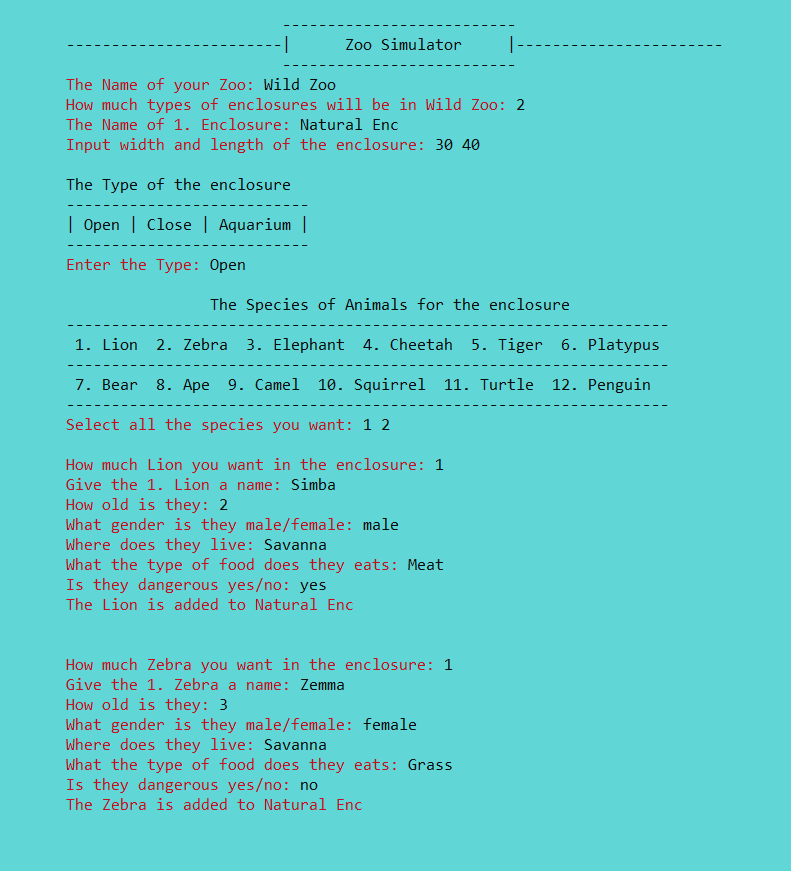 --------------------------
------------------------|      Zoo Simulator     |-----------------------
--------------------------
The Name of your Zoo: Wild Zoo
How much types of enclosures will be in Wild Zoo: 2
The Name of 1. Enclosure: Natural Enc
Input width and length of the enclosure: 30 40
The Type of the enclosure
---------------------------
| Open | Close | Aquarium |
---------------------------
Enter the Type: Open
The Species of Animals for the enclosure
-------------------------------------------------------------------
1. Lion  2. Zebra  3. Elephant  4. Cheetah  5. Tiger  6. Platypus
-------------------------------------------------------------------
7. Bear  8. Ape  9. Camel  10. Squirrel  11. Turtle  12. Penguin
-------------------------------------------------------------------
Select all the species you want: 1 2
How much Lion you want in the enclosure: 1
Give the 1. Lion a name: Simba
How old is they: 2
What gender is they male/female: male
Where does they live: Savanna
What the type of food does they eats: Meat
Is they dangerous yes/no: yes
The Lion is added to Natural Enc
How much Zebra you want in the enclosure: 1
Give the 1. Zebra a name: Zemma
How old is they: 3
What gender is they male/female: female
Where does they live: Savanna
What the type of food does they eats: Grass
Is they dangerous yes/no: no
The Zebra is added to Natural Enc